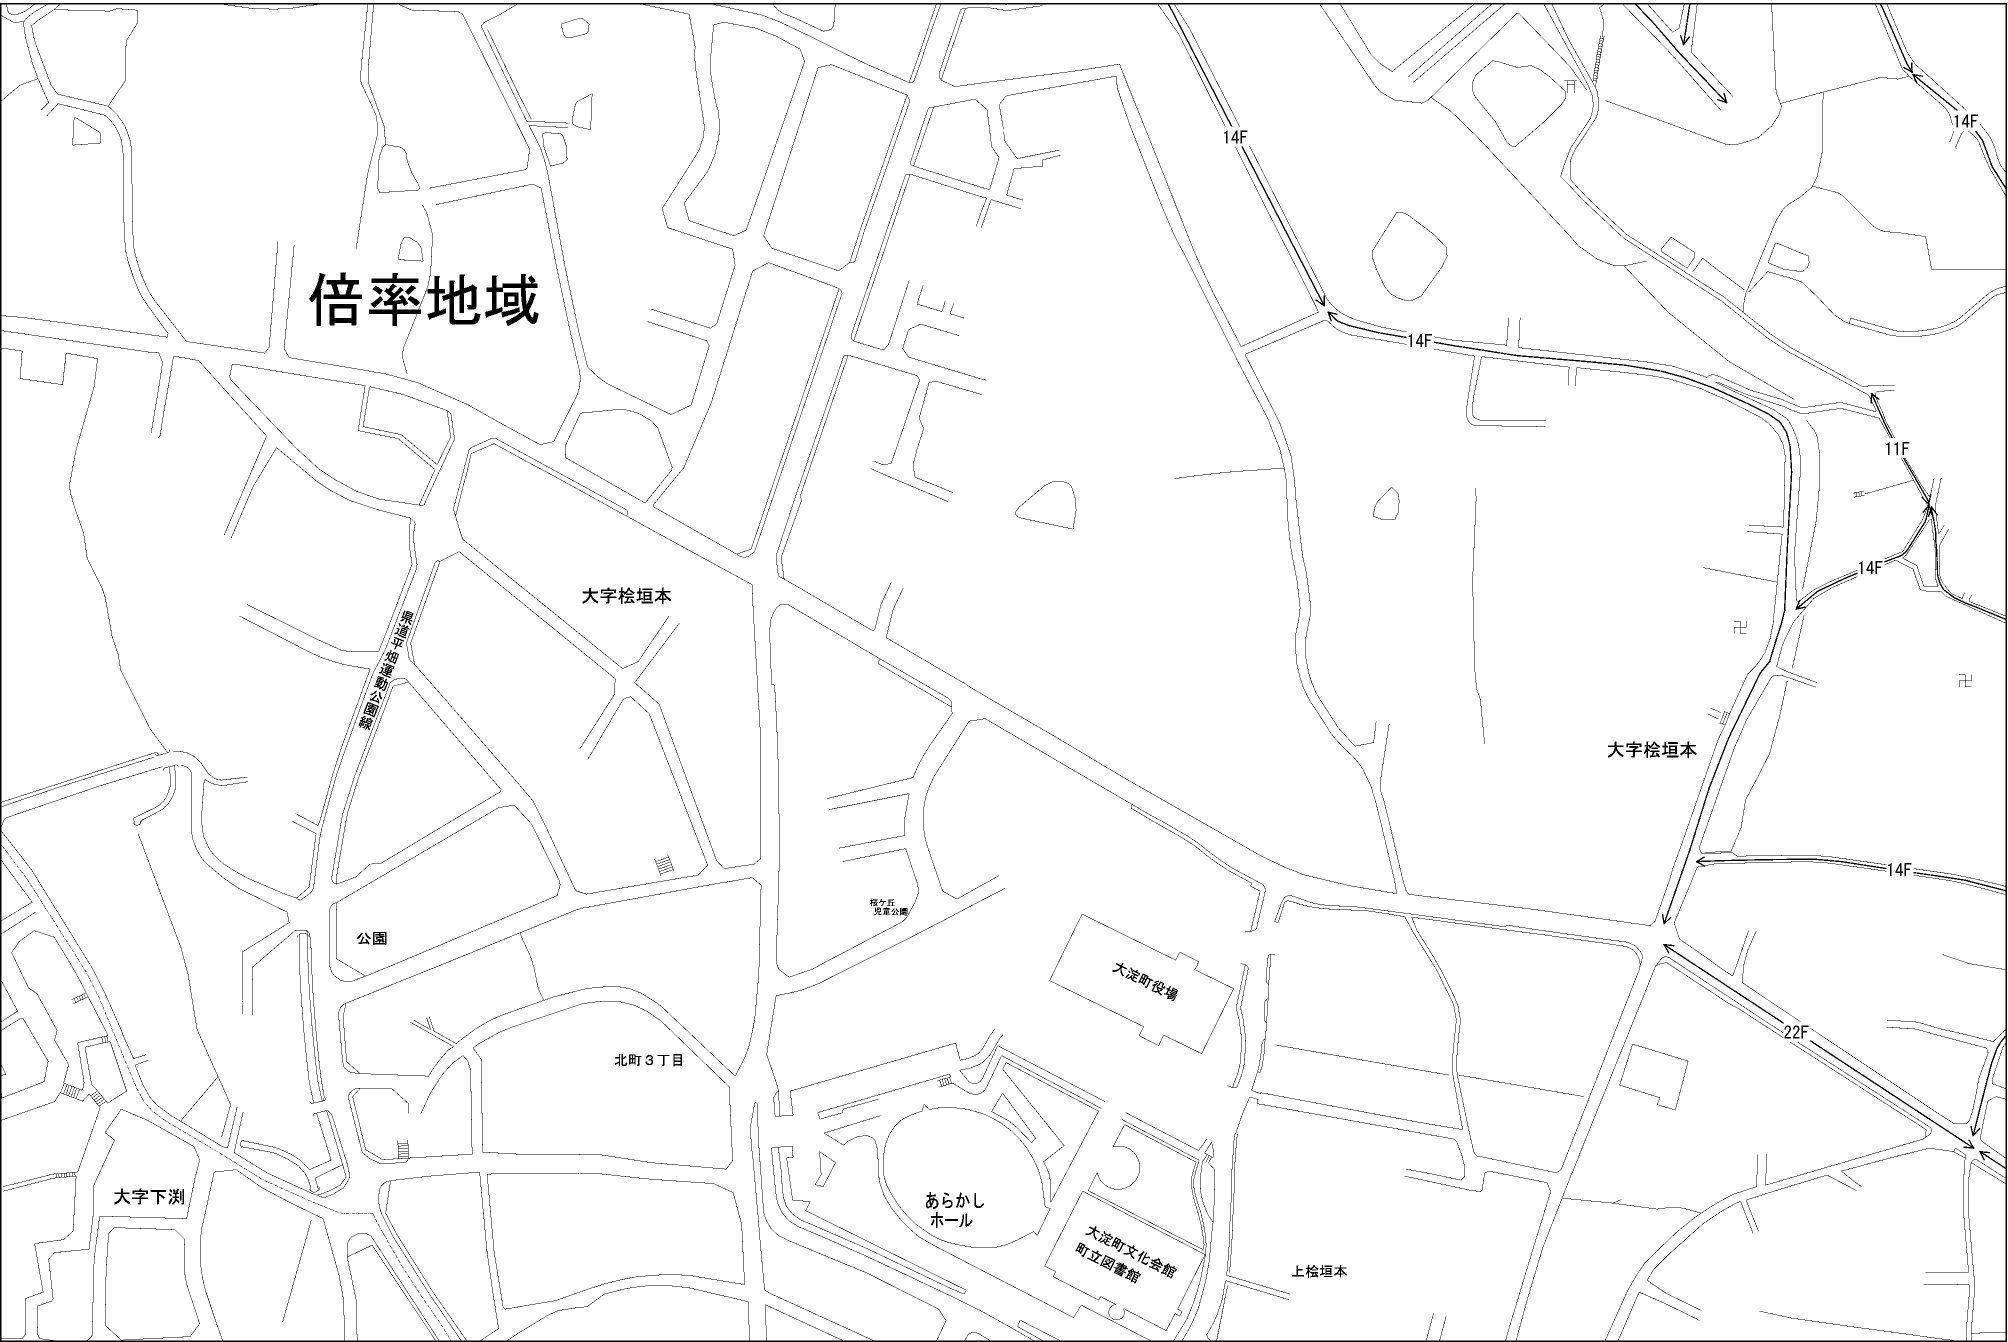 14F
14F
倍率地域
14F
11F
14F
大字桧垣本
県道平畑運動公園線
大字桧垣本
14F
桜ケ丘
児童公園
公園
大淀町役場
22F
北町3丁目
大字下渕
あらかし
ホール
大淀町文化会館
町立図書館
上桧垣本